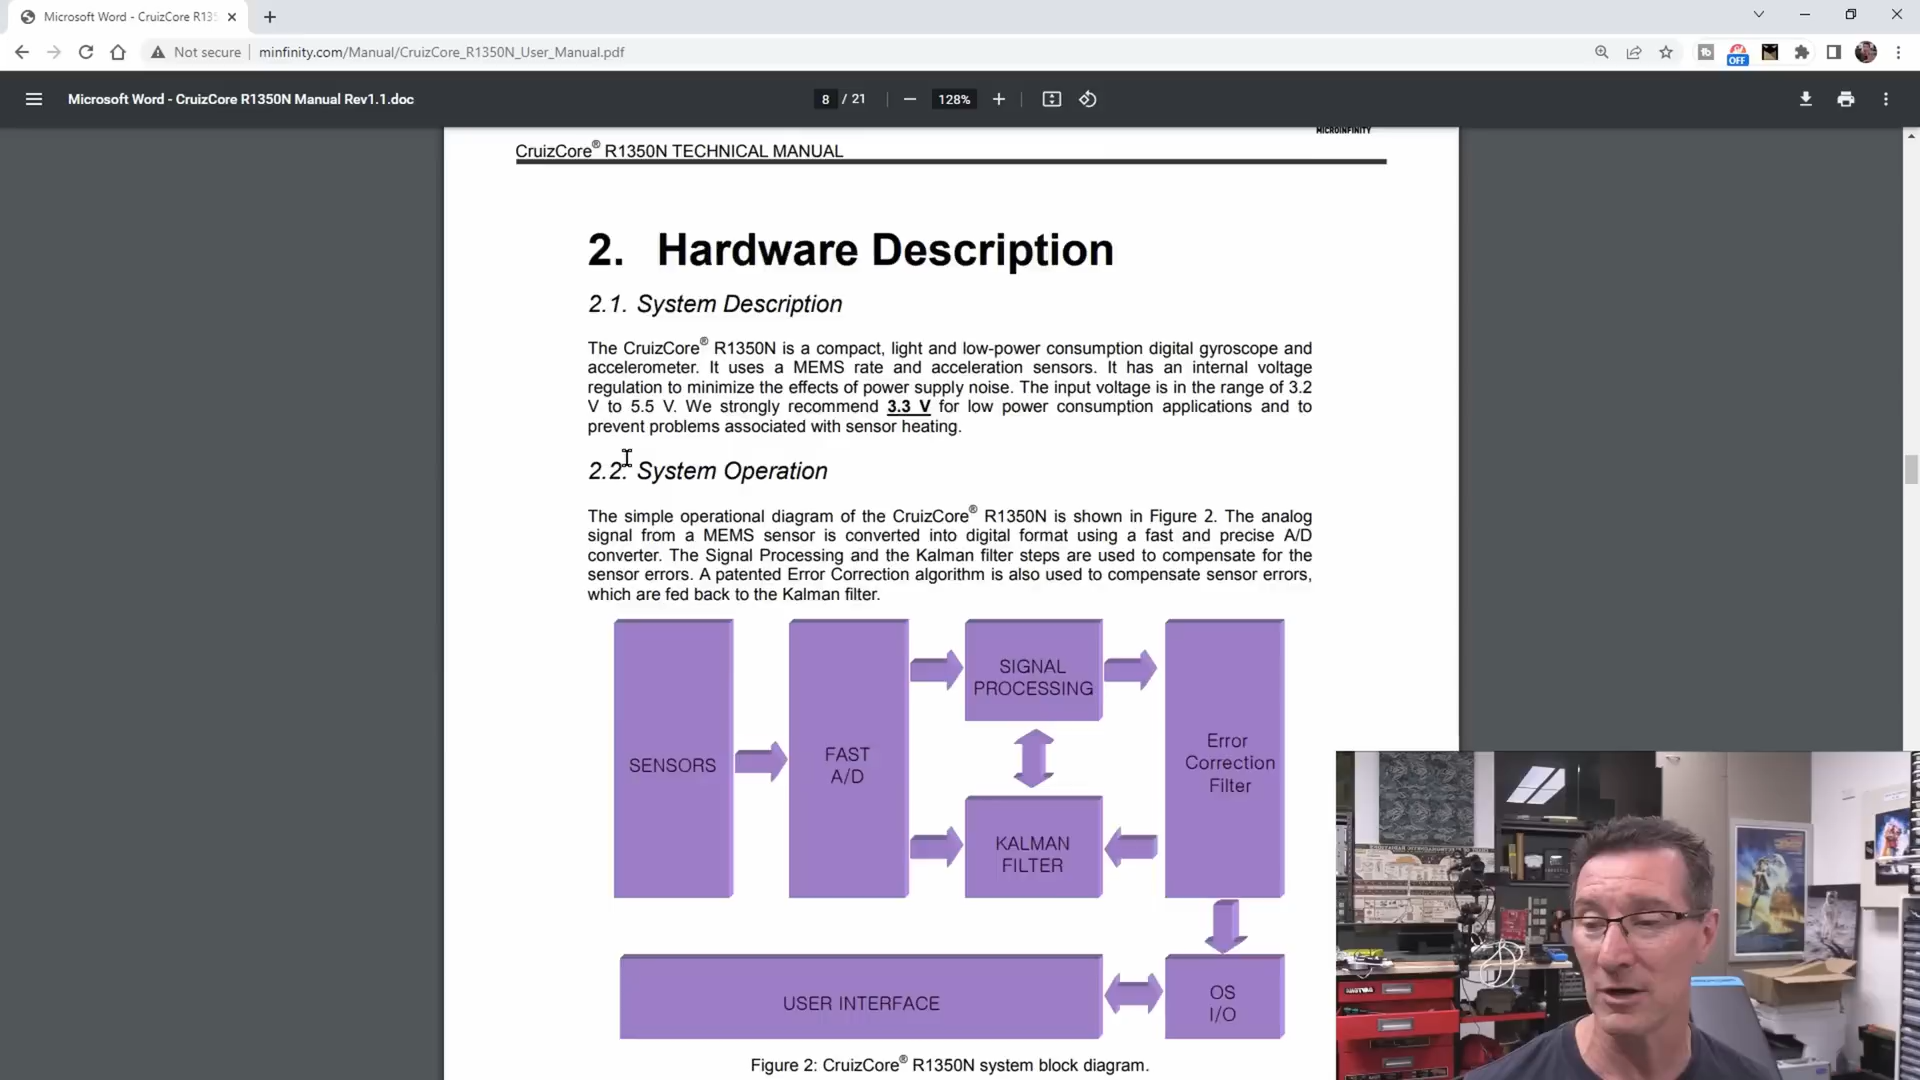 Microsoft Word - CruizCore R135
Not secure
minfinity.com/Manual/CruizCore_R1350N_User_Manual.pdf
OFF
Microsoft Word - CruizCore R1350N Manual Rev1.1.doc
8 / 21
128%
MICROINFINITY
CruizCore® R1350N TECHNICAL MANUAL
2. Hardware Description
2.1. System Description
The CruizCore® R1350N is a compact, light and low-power consumption digital gyroscope and
accelerometer. It uses a MEMS rate and acceleration sensors. It has an internal voltage
regulation to minimize the effects of power supply noise. The input voltage is in the range of 3.2
V to 5.5 V. We strongly recommend 3.3 V for low power consumption applications and to
prevent problems associated with sensor heating.
2.2. System Operation
The simple operational diagram of the CruizCore® R1350N is shown in Figure 2. The analog
signal from a MEMS sensor is converted into digital format using a fast and precise A/D
converter. The Signal Processing and the Kalman filter steps are used to compensate for the
sensor errors. A patented Error Correction algorithm is also used to compensate sensor errors,
which are fed back to the Kalman filter.
SENSORS
FAST
A/D
SIGNAL
PROCESSING
KALMAN
FILTER
Error
Correction
Filter
USER INTERFACE
OS
I/O
Figure 2: CruizCore® R1350N system block diagram.